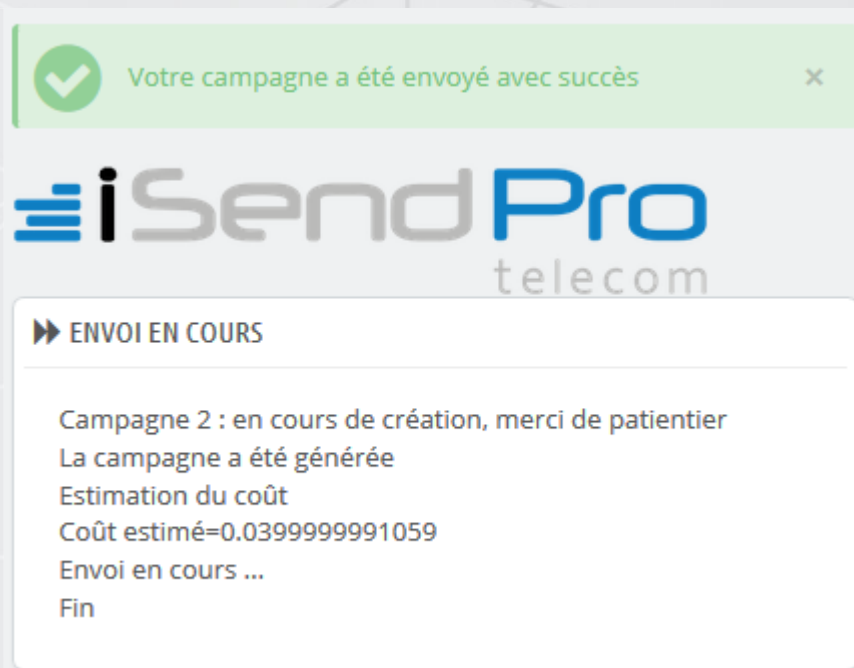 Votre campagne a été envoyé avec succès ×
iSendPro
telecom
ENVOI EN COURS
Campagne 2 : en cours de création, merci de patientier
La campagne a été générée
Estimation du coût
Coût estimé=0.0399999991059
Envoi en cours ...
Fin